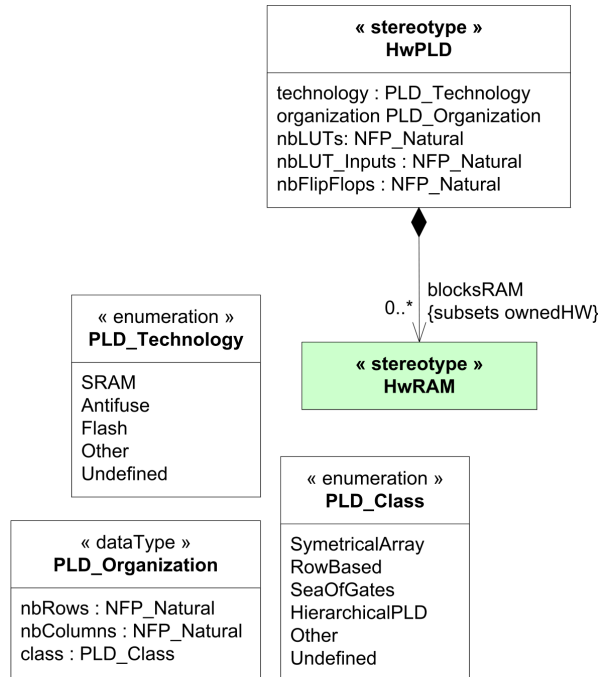 « stereotype »
HwPLD
technology : PLD_Technology
organization PLD_Organization
nbLUTs: NFP_Natural
nbLUT_Inputs : NFP_Natural
nbFlipFlops : NFP_Natural
0..*
blocksRAM
{subsets ownedHW}
« stereotype »
HwRAM
« enumeration »
PLD_Technology
SRAM
Antifuse
Flash
Other
Undefined
« enumeration »
PLD_Class
SymetricalArray
RowBased
SeaOfGates
HierarchicalPLD
Other
Undefined
« dataType »
PLD_Organization
nbRows : NFP_Natural
nbColumns : NFP_Natural
class : PLD_Class